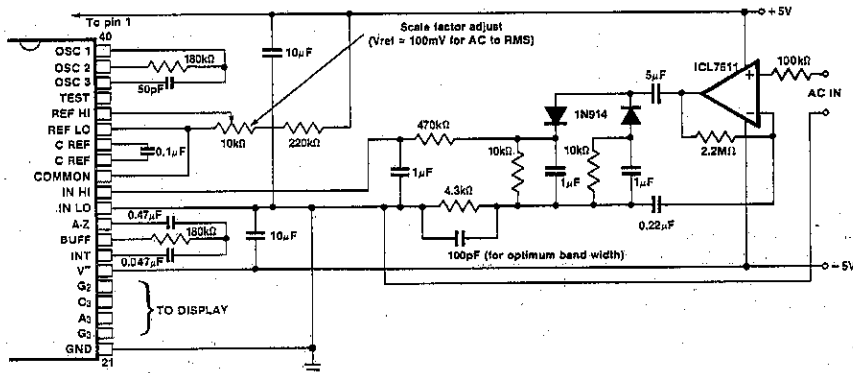 To pin 1
40
OSC 1
OSC 2
OSC 3
TEST
REF HI
REF LO
C REF
C REF
COMMON
IN HI
IN LO
A-Z
BUFF
INT
V⁻
G₂
C₃
A₃
G₃
GND
21
180kΩ
50pF
0.1μF
10kΩ
220kΩ
Scale factor adjust
(Vref = 100mV for AC to RMS)
10μF
+5V
ICL7611
100kΩ
AC IN
5μF
1N914
2.2MΩ
470kΩ
10kΩ
10kΩ
1μF
1μF
1μF
4.3kΩ
0.22μF
100pF (for optimum band width)
0.47μF
180kΩ
0.047μF
10μF
-5V
TO DISPLAY